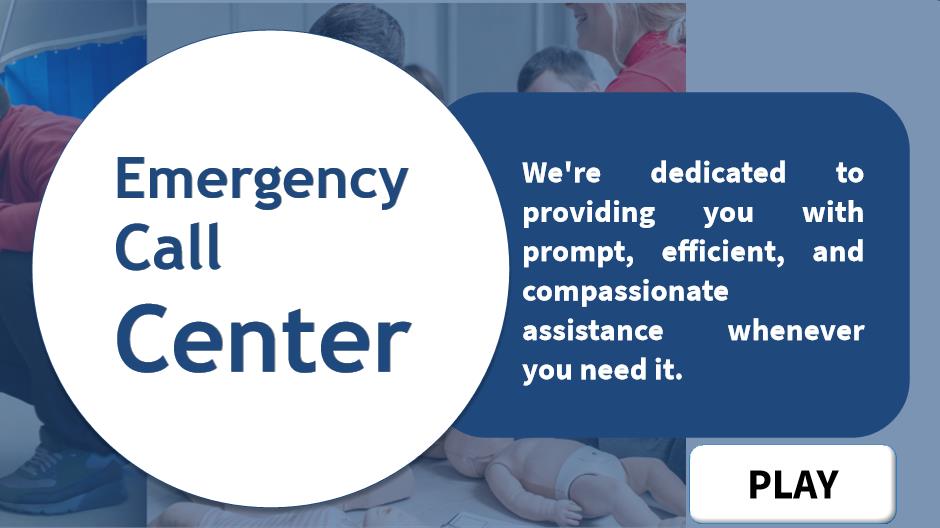 Emergency
Call
Center
We're dedicated to
providing you with
prompt, efficient, and
compassionate
assistance whenever
you need it.
PLAY